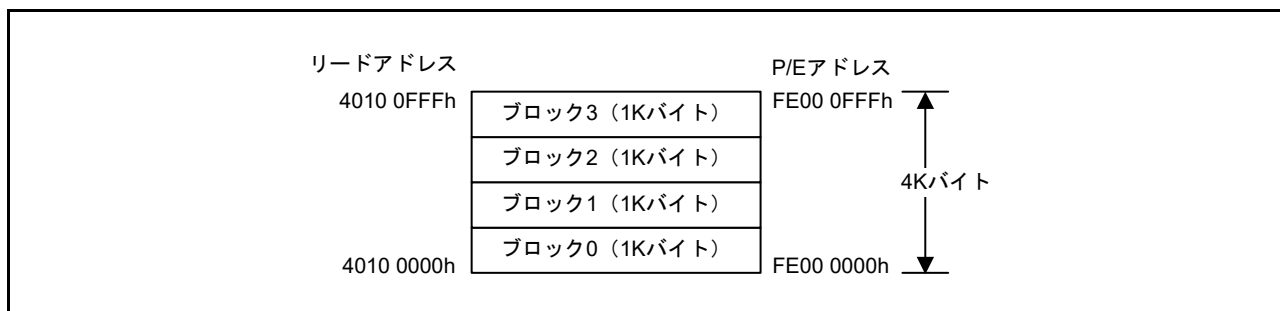 リードアドレス
P/Eアドレス
4010 0FFFh
FE00 0FFFh
ブロック3（1Kバイト）
ブロック2（1Kバイト）
4Kバイト
ブロック1（1Kバイト）
ブロック0（1Kバイト）
4010 0000h
FE00 0000h